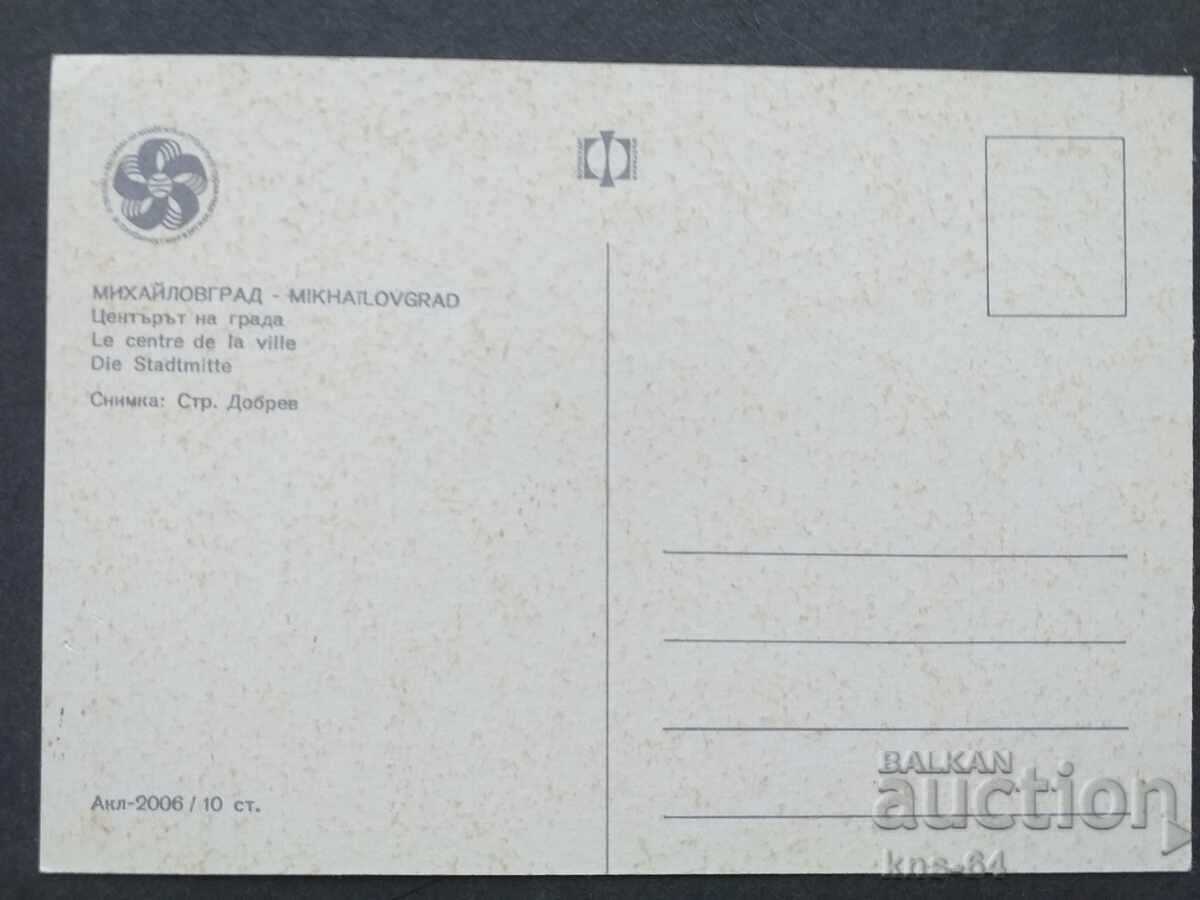 МИХАЙЛОВГРАД - MIKHAILOVGRAD
Центърът на града
Le centre de la ville
Die Stadtmitte
Снимка: Стр. Добрев
Акл-2006 / 10 ст.
BALKAN
auction
kns-64